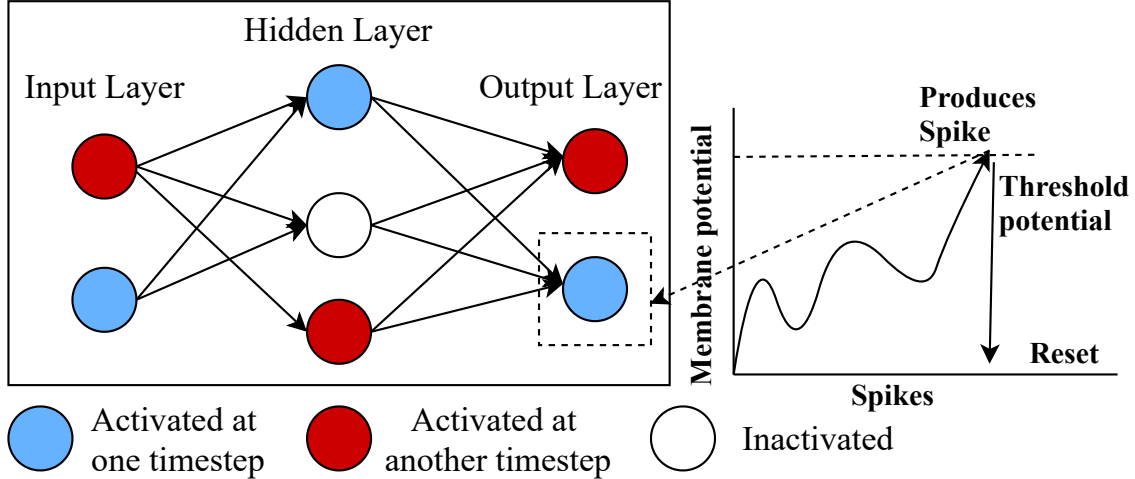 Hidden Layer
Input Layer
Output Layer
Membrane potential
Produces
Spike
Threshold
potential
Reset
Spikes
Activated at
one timestep
Activated at
another timestep
Inactivated